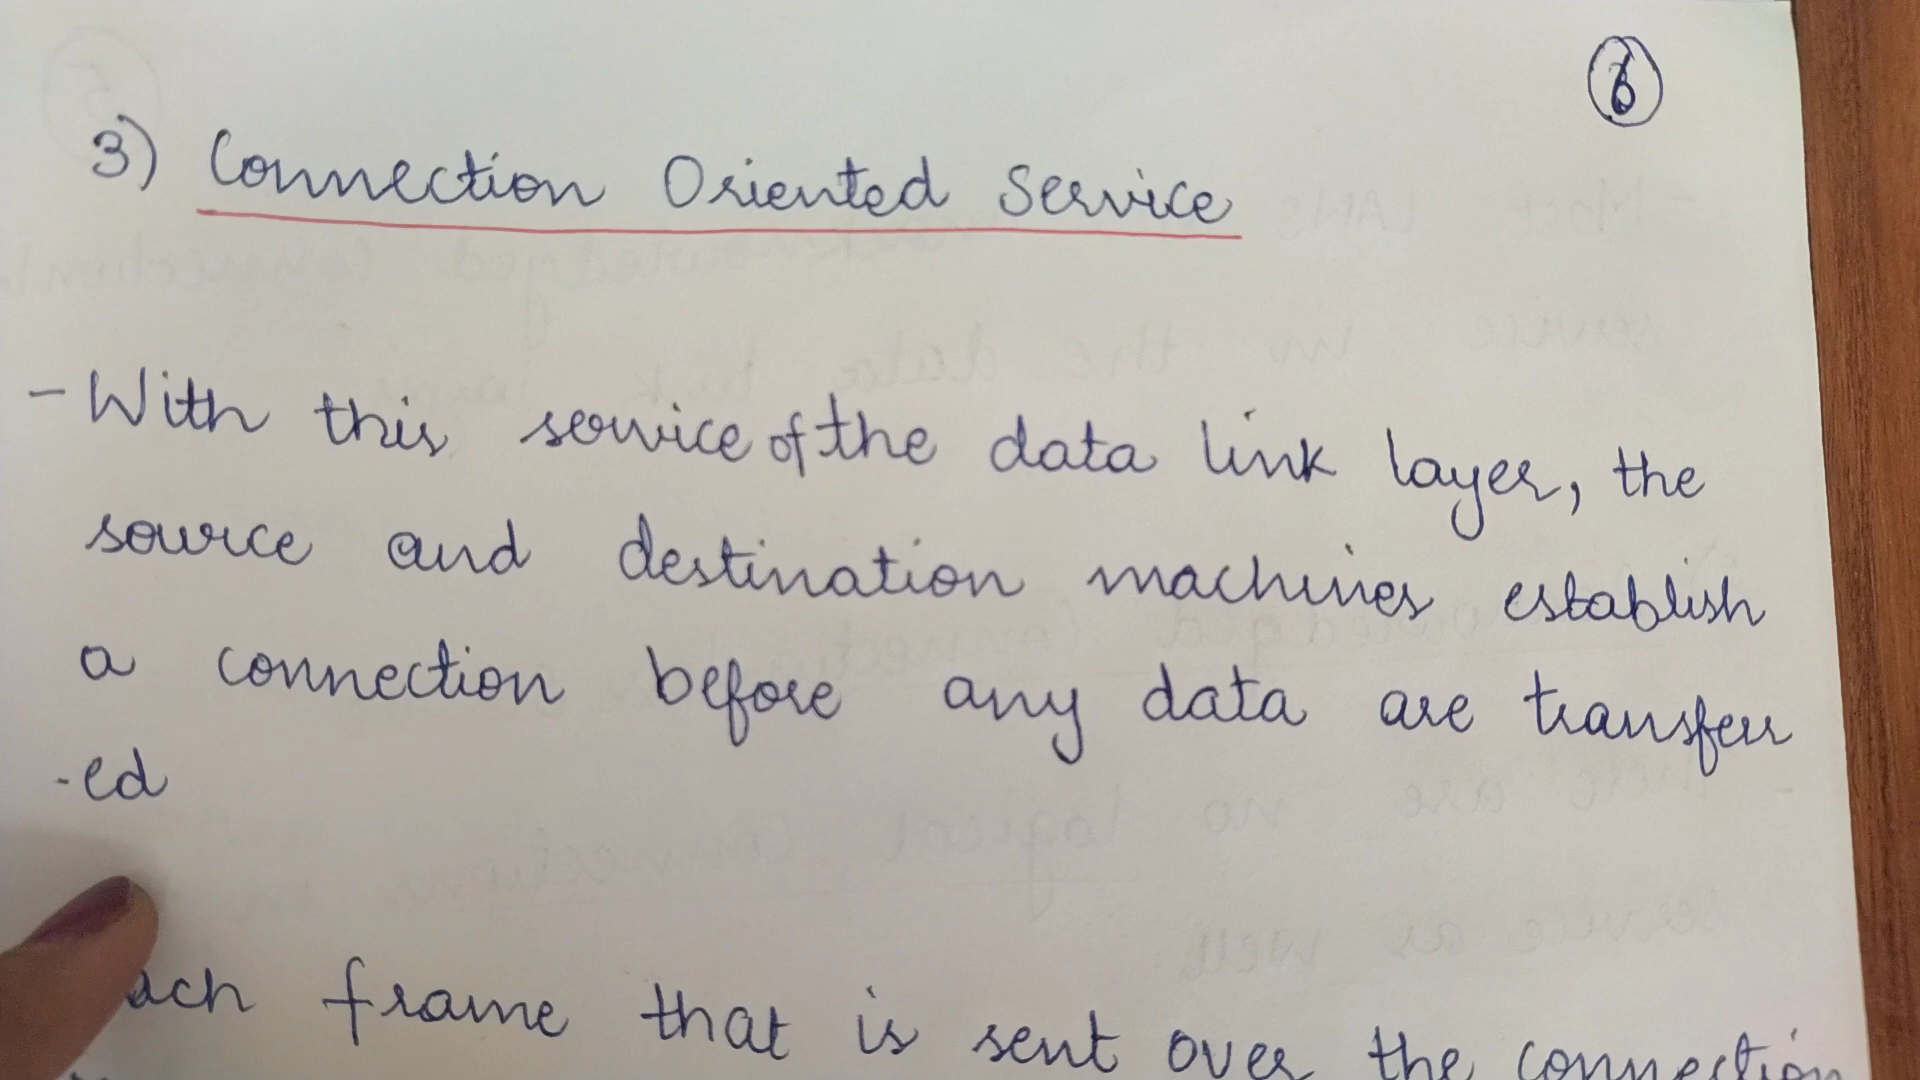 6
3) Connection Oriented Service
- With this service of the data link layer, the
source and destination machines establish
a connection before any data are transferr
-ed
ach frame that is sent over the connection